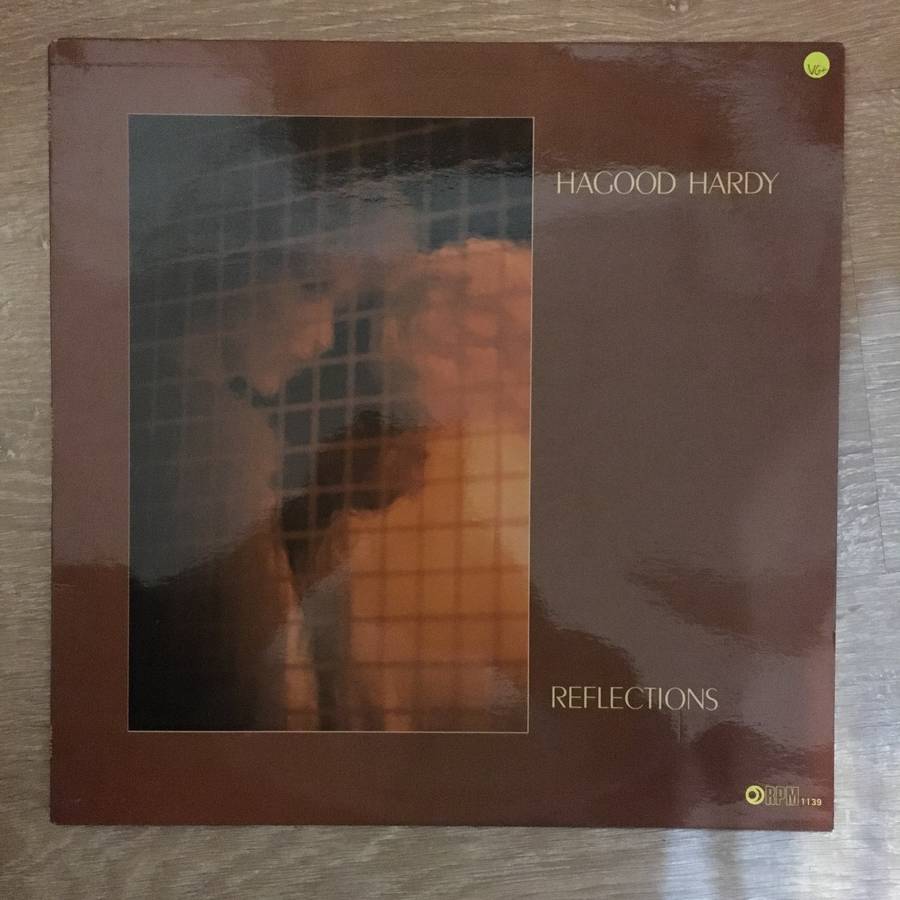 VG+
HAGOOD HARDY
REFLECTIONS
RPM 1139